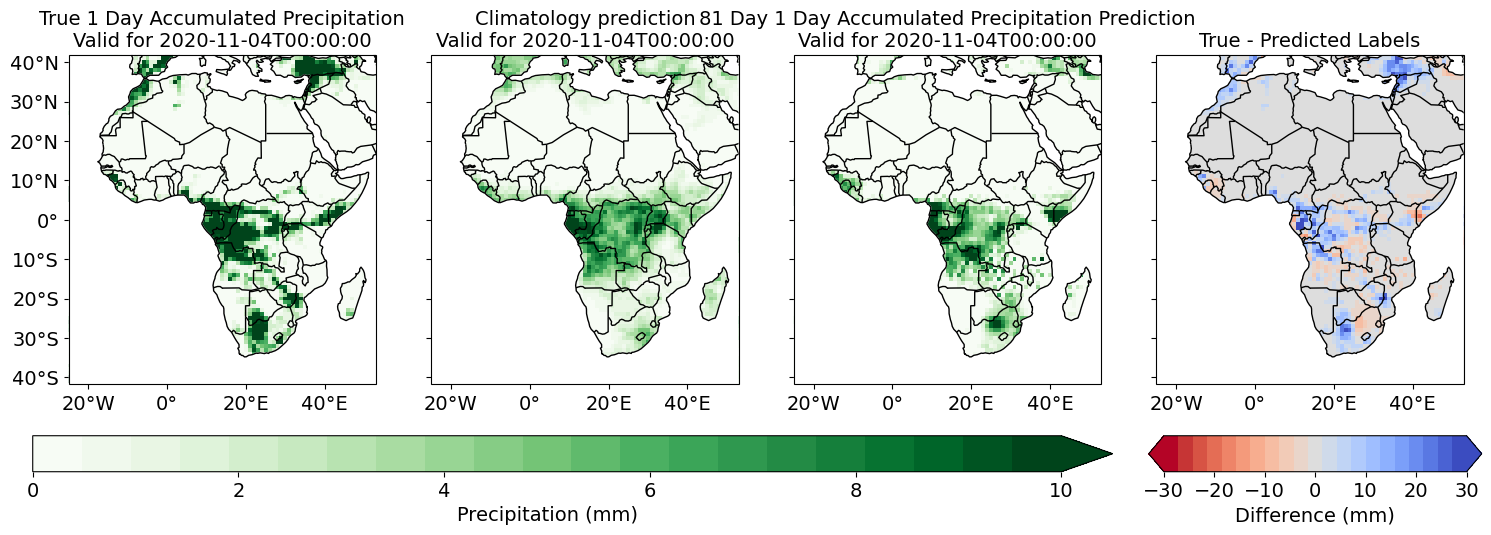 True 1 Day Accumulated Precipitation
Valid for 2020-11-04T00:00:00
Climatology prediction
Valid for 2020-11-04T00:00:00
81 Day 1 Day Accumulated Precipitation Prediction
Valid for 2020-11-04T00:00:00
True - Predicted Labels
40°N
30°N
20°N
10°N
0°
10°S
20°S
30°S
40°S
20°W 0° 20°E 40°E
20°W 0° 20°E 40°E
20°W 0° 20°E 40°E
20°W 0° 20°E 40°E
0 2 4 6 8 10
Precipitation (mm)
−30 −20 −10 0 10 20 30
Difference (mm)